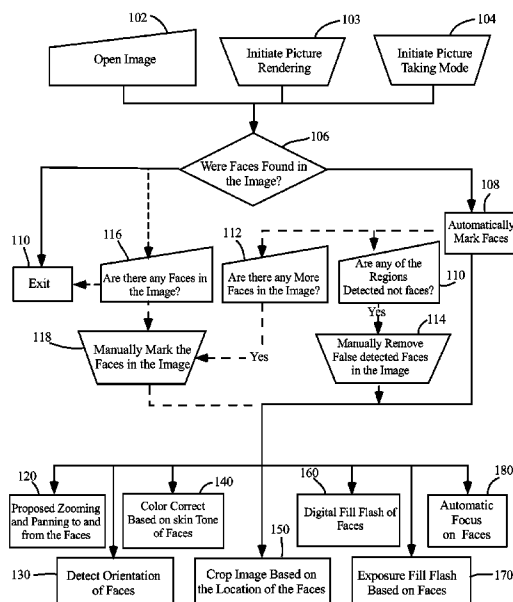 102
Open Image
103
Initiate Picture
Rendering
104
Initiate Picture
Taking Mode
106
Were Faces Found in
the Image?
108
Automatically
Mark Faces
110
Exit
116
Are there any Faces in
the Image?
112
Are there any More
Faces in the Image?
Are any of the
Regions
Detected not faces?
110
Yes
118
Manually Mark the
Faces in the Image
Yes
114
Manually Remove
False detected Faces
in the Image
120
Proposed Zooming
and Panning to and
from the Faces
140
Color Correct
Based on skin Tone
of Faces
160
Digital Fill Flash of
Faces
180
Automatic
Focus
on Faces
130
Detect Orientation
of Faces
150
Crop Image Based on
the Location of the Faces
Exposure Fill Flash
Based on Faces
170